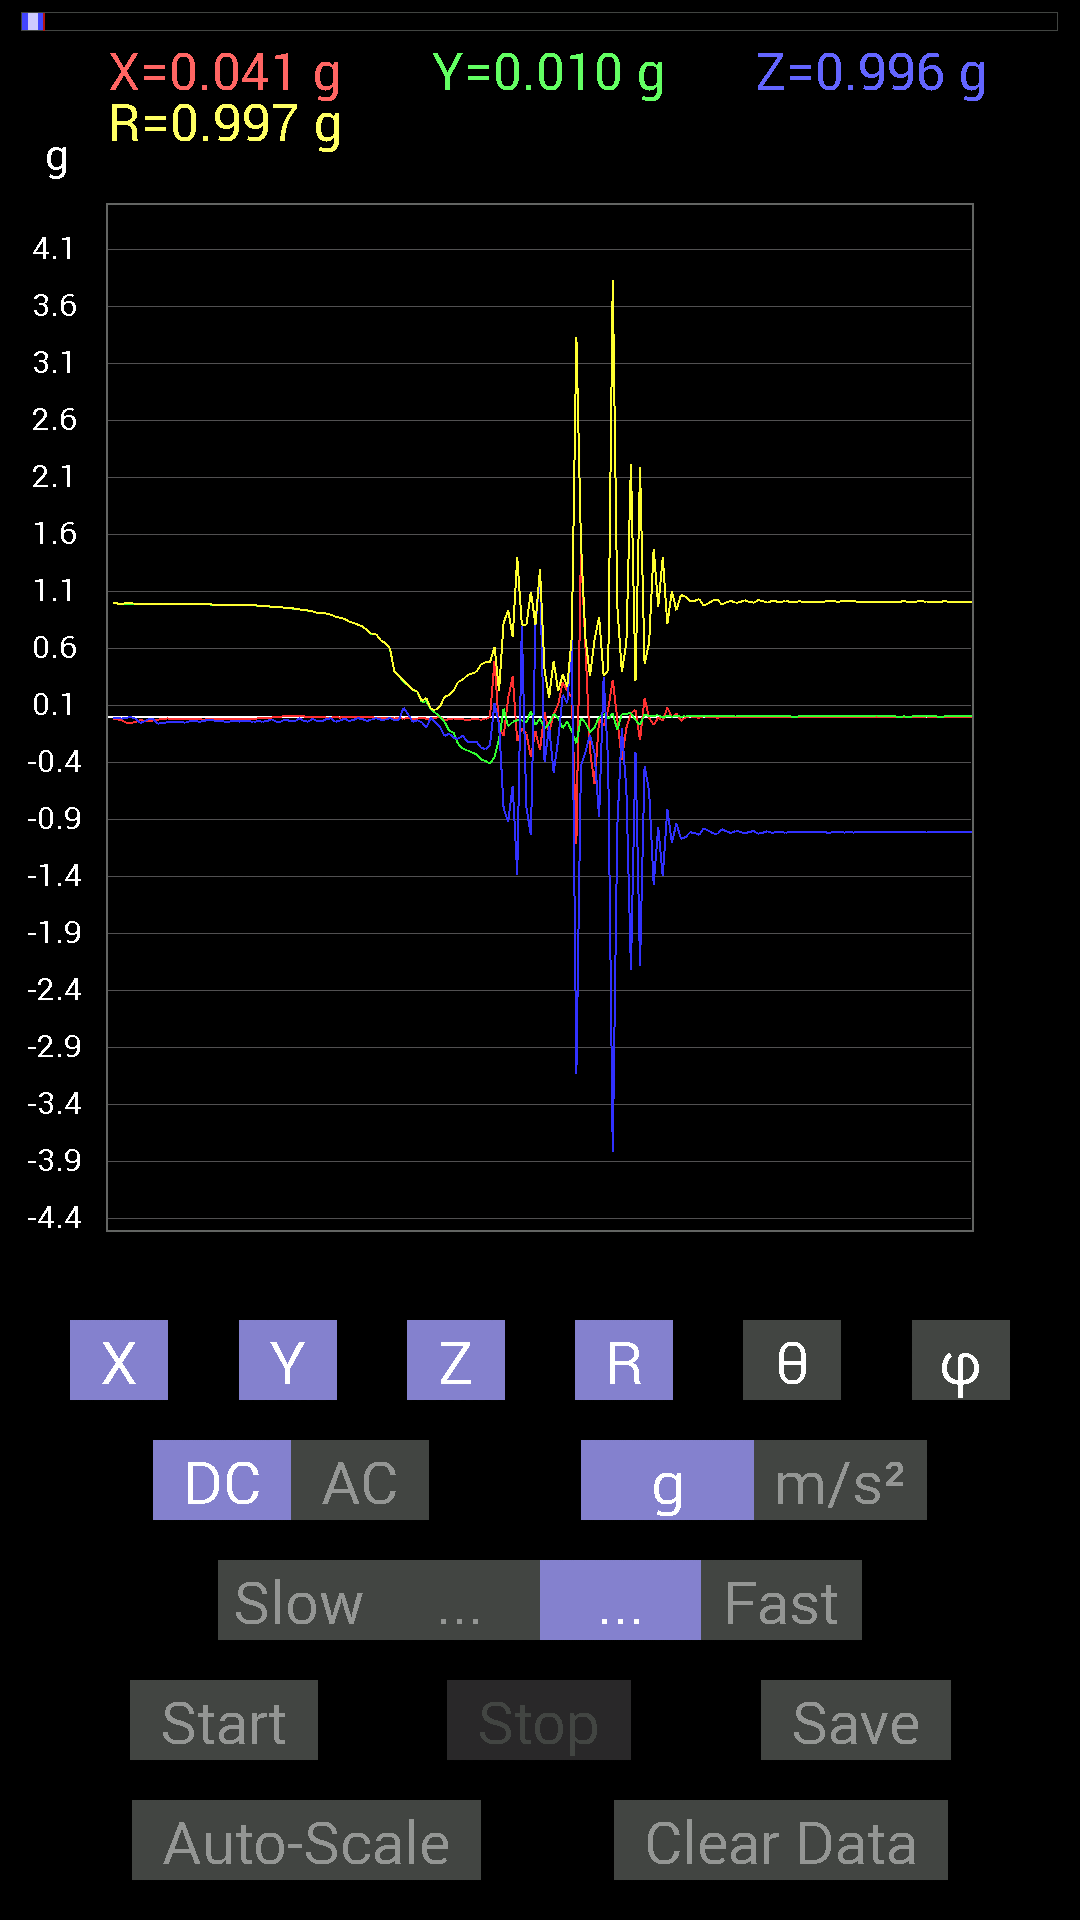 X=0.041 g Y=0.010 g Z=0.996 g
R=0.997 g
g
4.1
3.6
3.1
2.6
2.1
1.6
1.1
0.6
0.1
-0.4
-0.9
-1.4
-1.9
-2.4
-2.9
-3.4
-3.9
-4.4
X Y Z R θ φ
DC AC g m/s²
Slow ... ... Fast
Start Stop Save
Auto-Scale Clear Data